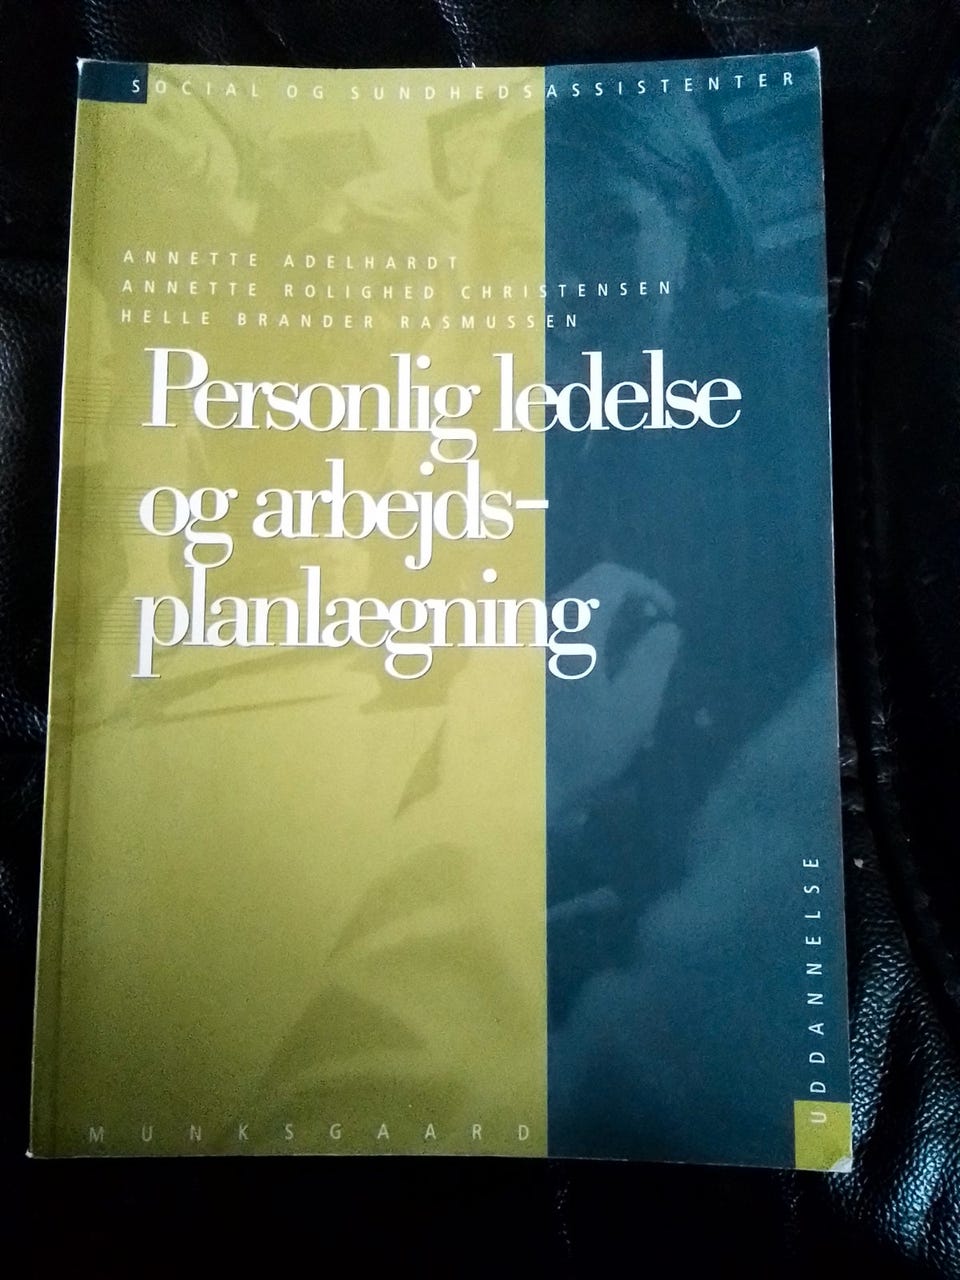 SOCIAL OG SUNDHEDSASSISTENTER
ANNETTE ADELHARDT
ANNETTE ROLIGHED CHRISTENSEN
HELLE BRANDER RASMUSSEN
Personlig ledelse
og arbejds-
planlægning
UDDANNELSE
MUNKSGAARD